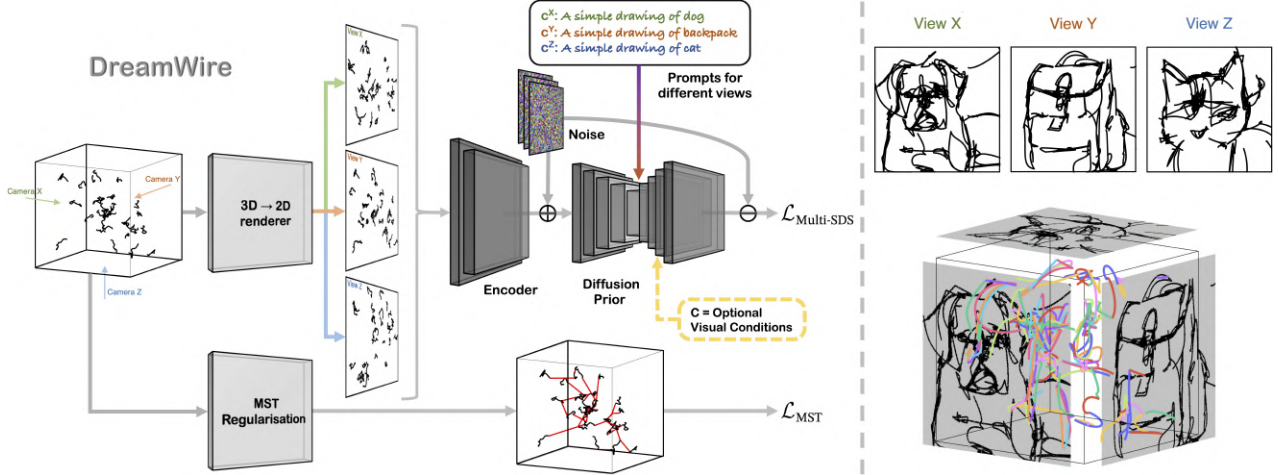 c^X: A simple drawing of dog
c^Y: A simple drawing of backpack
c^Z: A simple drawing of cat
View X
View Y
View Z
DreamWire
View X
Prompts for
different views
Noise
View Y
Camera X
Camera Y
3D → 2D
renderer
L_Multi-SDS
Camera Z
View Z
Encoder
Diffusion
Prior
C = Optional
Visual Conditions
MST
Regularisation
L_MST